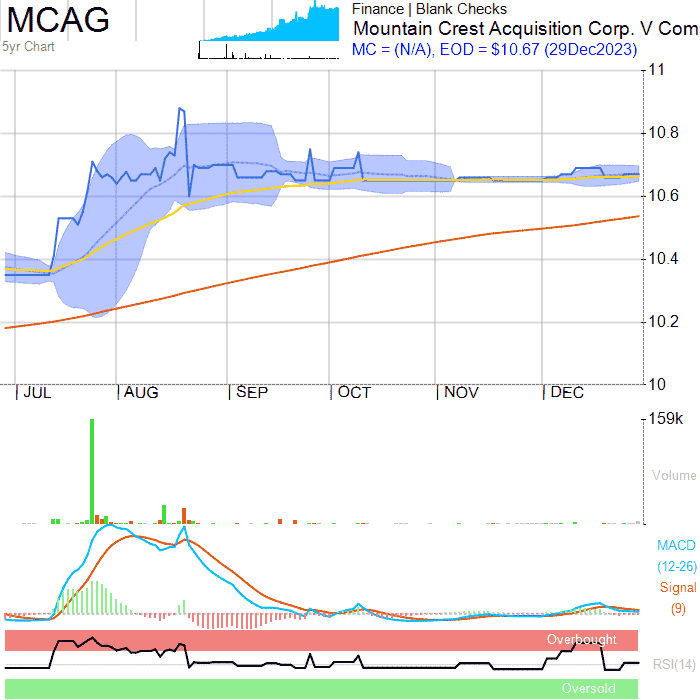 MCAG
5yr Chart
Finance | Blank Checks
Mountain Crest Acquisition Corp. V Com
MC = (N/A), EOD = $10.67 (29Dec2023)
11
10.8
10.6
10.4
10.2
10
JUL AUG SEP OCT NOV DEC
159k
Volume
MACD
(12-26)
Signal
(9)
Overbought
RSI(14)
Oversold